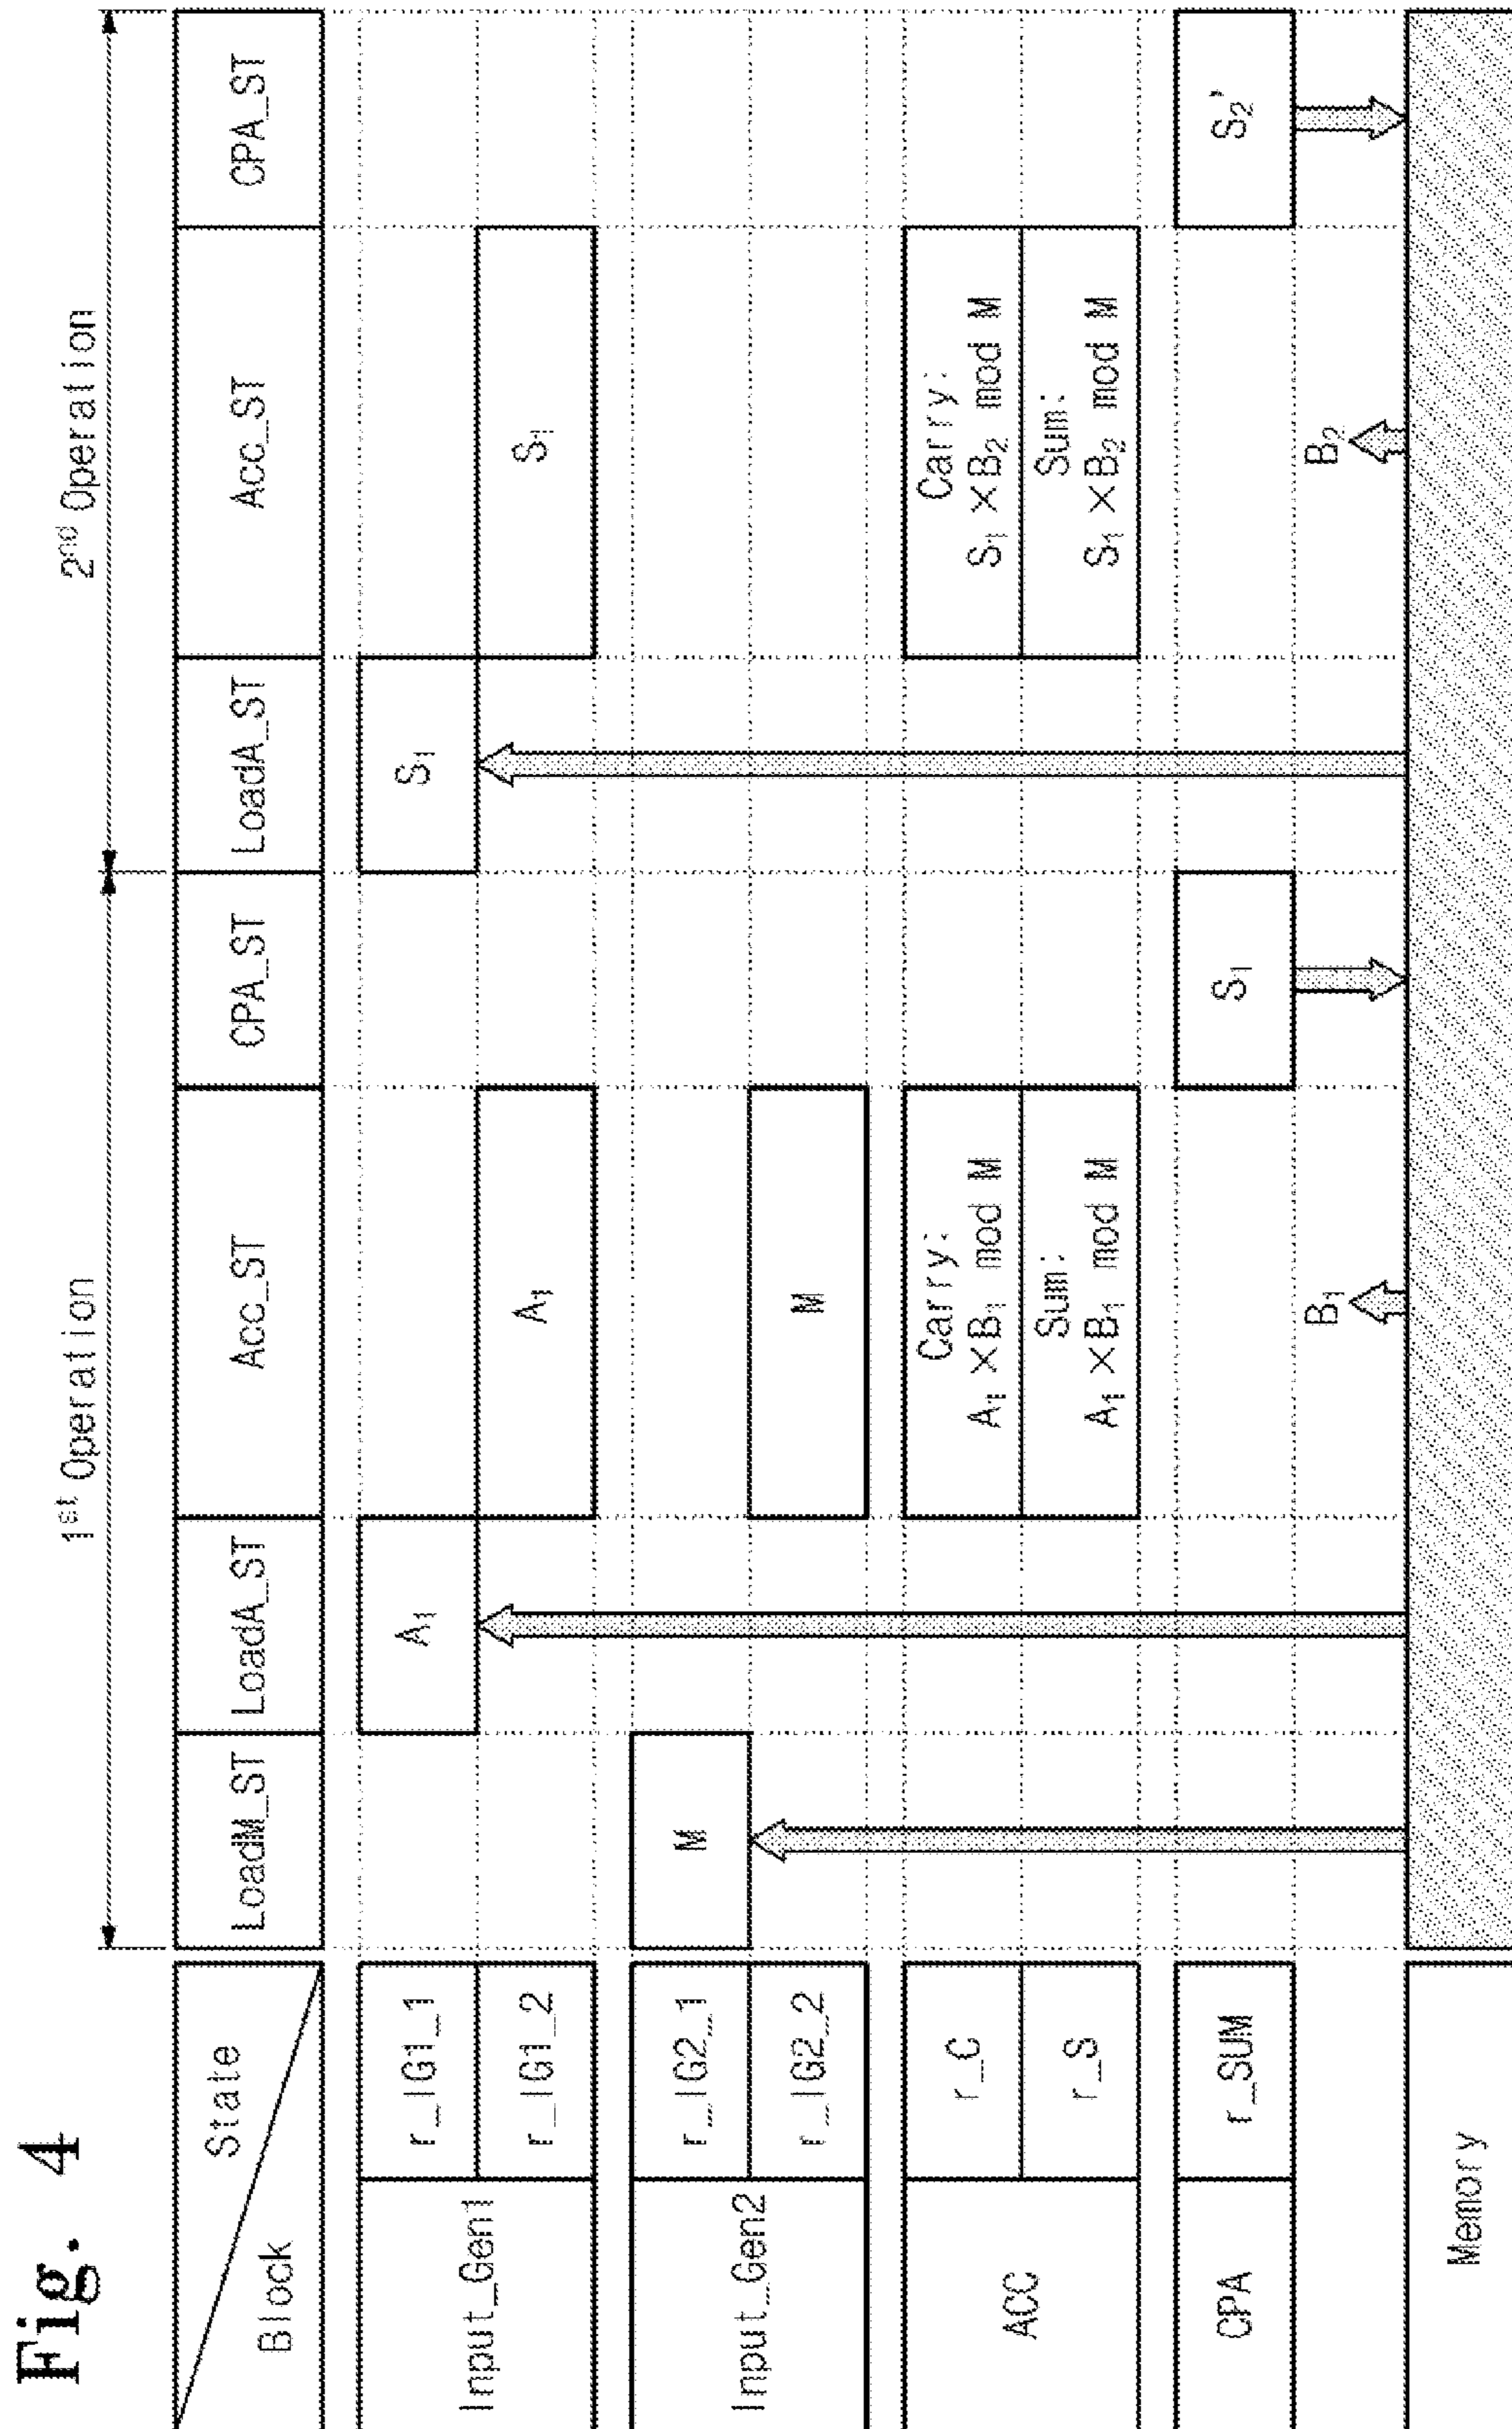 Fig. 4
1st Operation
2nd Operation
State
Block
LoadM_ST
LoadA_ST
Acc_ST
CPA_ST
LoadA_ST
Acc_ST
CPA_ST
Input_Gen1
r_IG1_1
A₁
S₁
r_IG1_2
A₁
S₁
Input_Gen2
r_IG2_1
M
r_IG2_2
M
ACC
r_C
Carry:
A₁ ×B₁ mod M
Carry:
S₁ ×B₂ mod M
r_S
Sum:
A₁ ×B₁ mod M
Sum:
S₁ ×B₂ mod M
CPA
r_SUM
S₁
S₂'
B₁
B₂
Memory